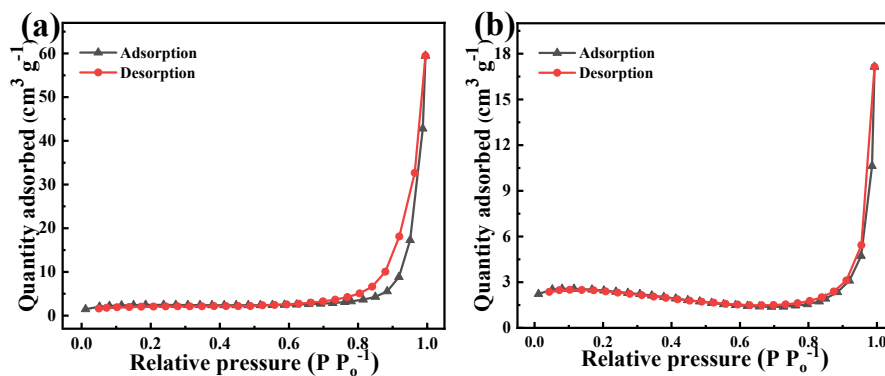 (a)
Adsorption
Desorption
Quantity adsorbed (cm³ g⁻¹)
60
50
40
30
20
10
0
0.0 0.2 0.4 0.6 0.8 1.0
Relative pressure (P Pₒ⁻¹)
(b)
Adsorption
Desorption
Quantity adsorbed (cm³ g⁻¹)
18
15
12
9
6
3
0
0.0 0.2 0.4 0.6 0.8 1.0
Relative pressure (P Pₒ⁻¹)